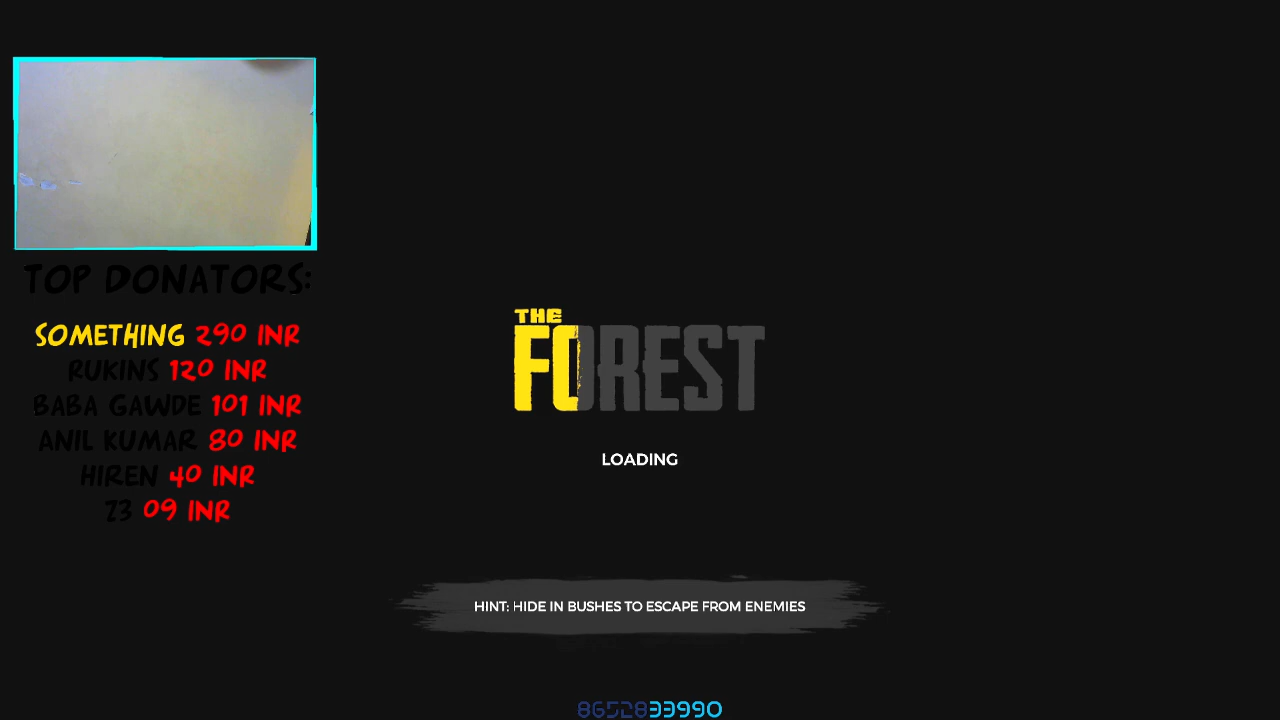 TOP DONATORS:
SOMETHING 290 INR
RUKINS 120 INR
BABA GAWDE 101 INR
ANIL KUMAR 80 INR
HIREN 40 INR
Z3 09 INR
THE
FOREST
LOADING
HINT: HIDE IN BUSHES TO ESCAPE FROM ENEMIES
8652833990